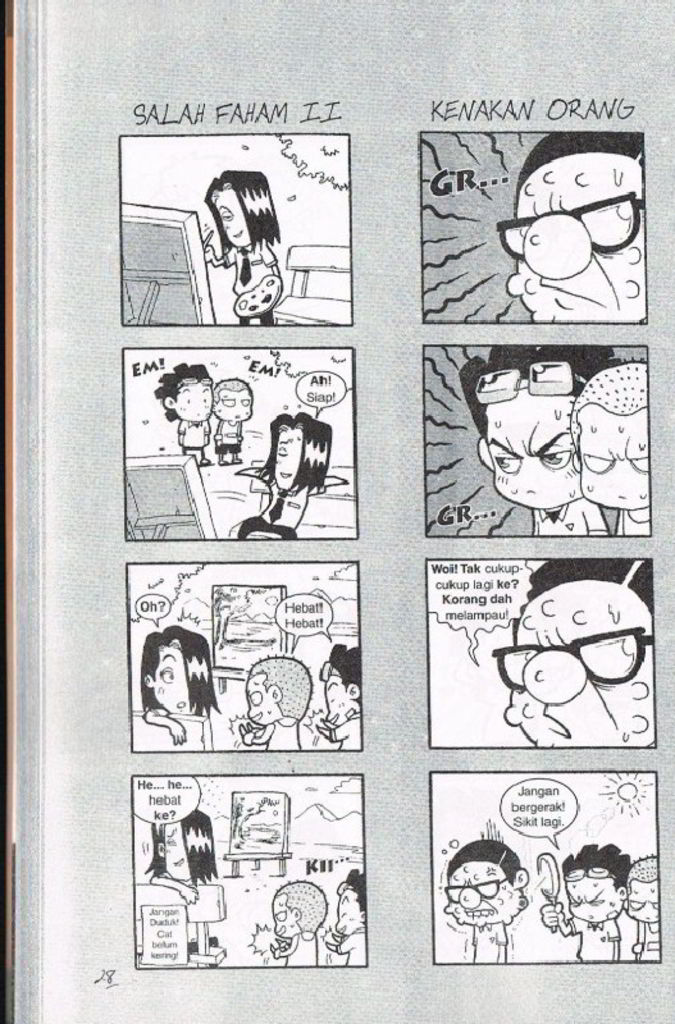 SALAH FAHAM II
EM!
EM!
Ah!
Siap!
Oh?
Hebat!!
Hebat!!
He.... he...
hebat
ke?
KII...
Jangan
Duduk!
Cat
belum
kering!
KENAKAN ORANG
GR...
GR...
Woii! Tak cukup-
cukup lagi ke?
Korang dah
melampau!
Jangan
bergerak!
Sikit lagi.
28